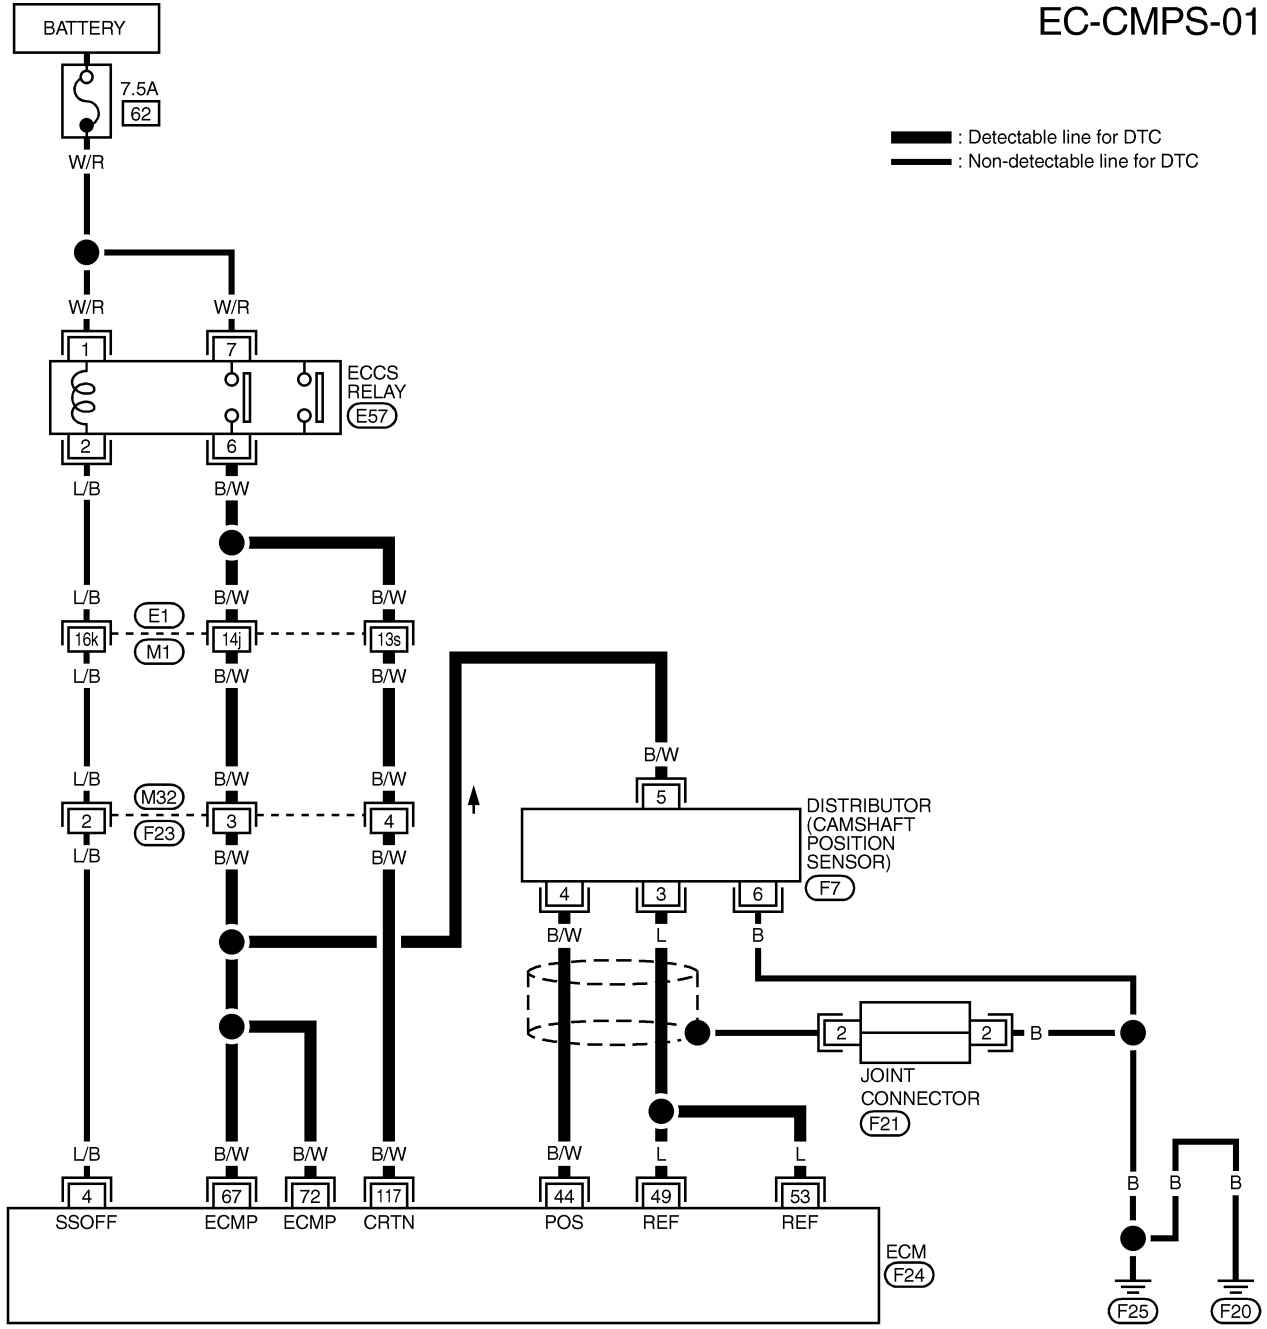 EC-CMPS-01
BATTERY
7.5A
62
: Detectable line for DTC
: Non-detectable line for DTC
W/R
W/R W/R
1 7
ECCS
RELAY
E57
2 6
L/B B/W
L/B B/W B/W
E1
16k 14j 13s
M1
L/B B/W B/W
B/W
L/B B/W B/W
M32
5
2 3 4
F23
DISTRIBUTOR
(CAMSHAFT
POSITION
SENSOR)
F7
L/B B/W B/W
4 3 6
B/W L B
2 2 B
JOINT
CONNECTOR
F21
L/B B/W B/W B/W B/W L L
B B B
4 67 72 117 44 49 53
SSOFF ECMP ECMP CRTN POS REF REF
ECM
F24
F25 F20